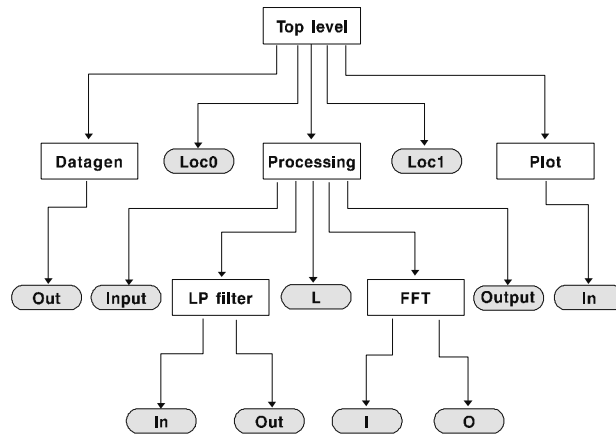 Top level
Datagen
Loc0
Processing
Loc1
Plot
Out
Input
LP filter
L
FFT
Output
In
In
Out
I
O